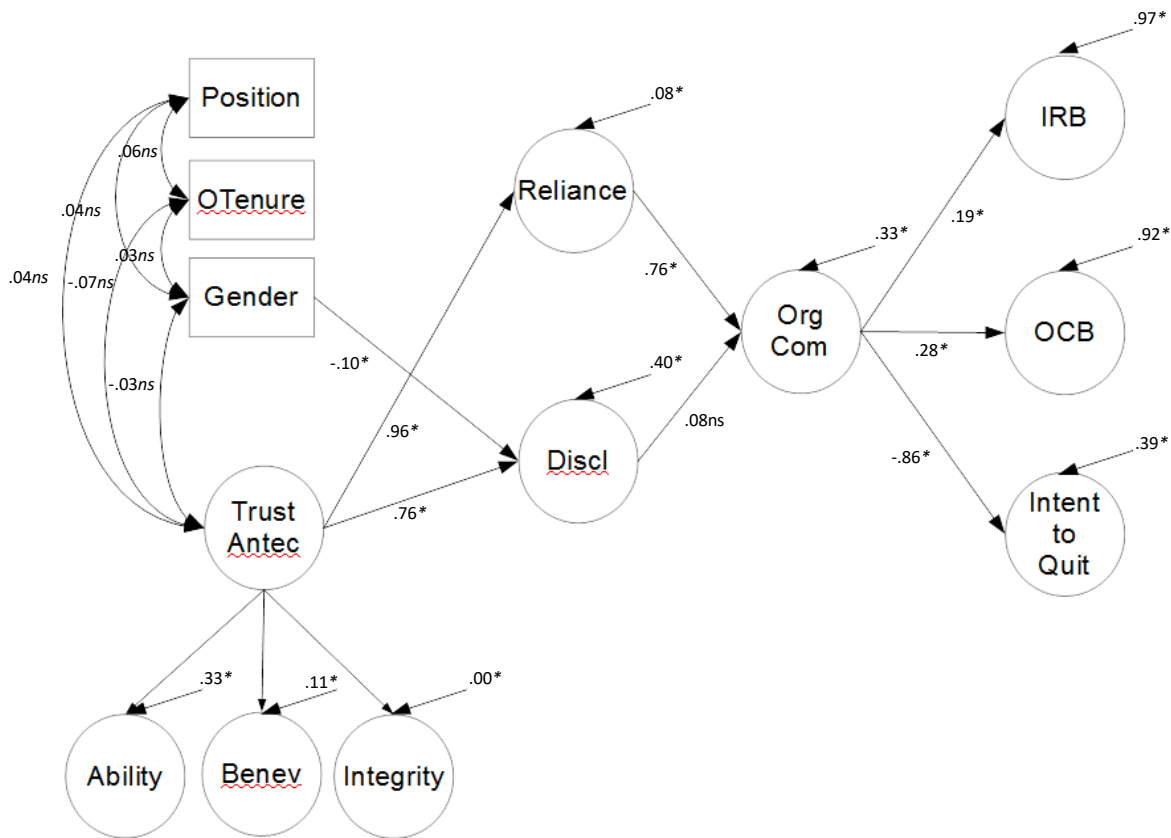 .97*
Position
.08*
IRB
.06ns
Reliance
OTenure
.04ns
.19*
.33*
.92*
.03ns
.04ns
-.07ns
.76*
Gender
Org
Com
OCB
.28*
-.10*
.40*
-.03ns
.08ns
.96*
Discl
-.86*
.39*
Trust
Antec
.76*
Intent
to
Quit
.33*
.11*
.00*
Ability
Benev
Integrity